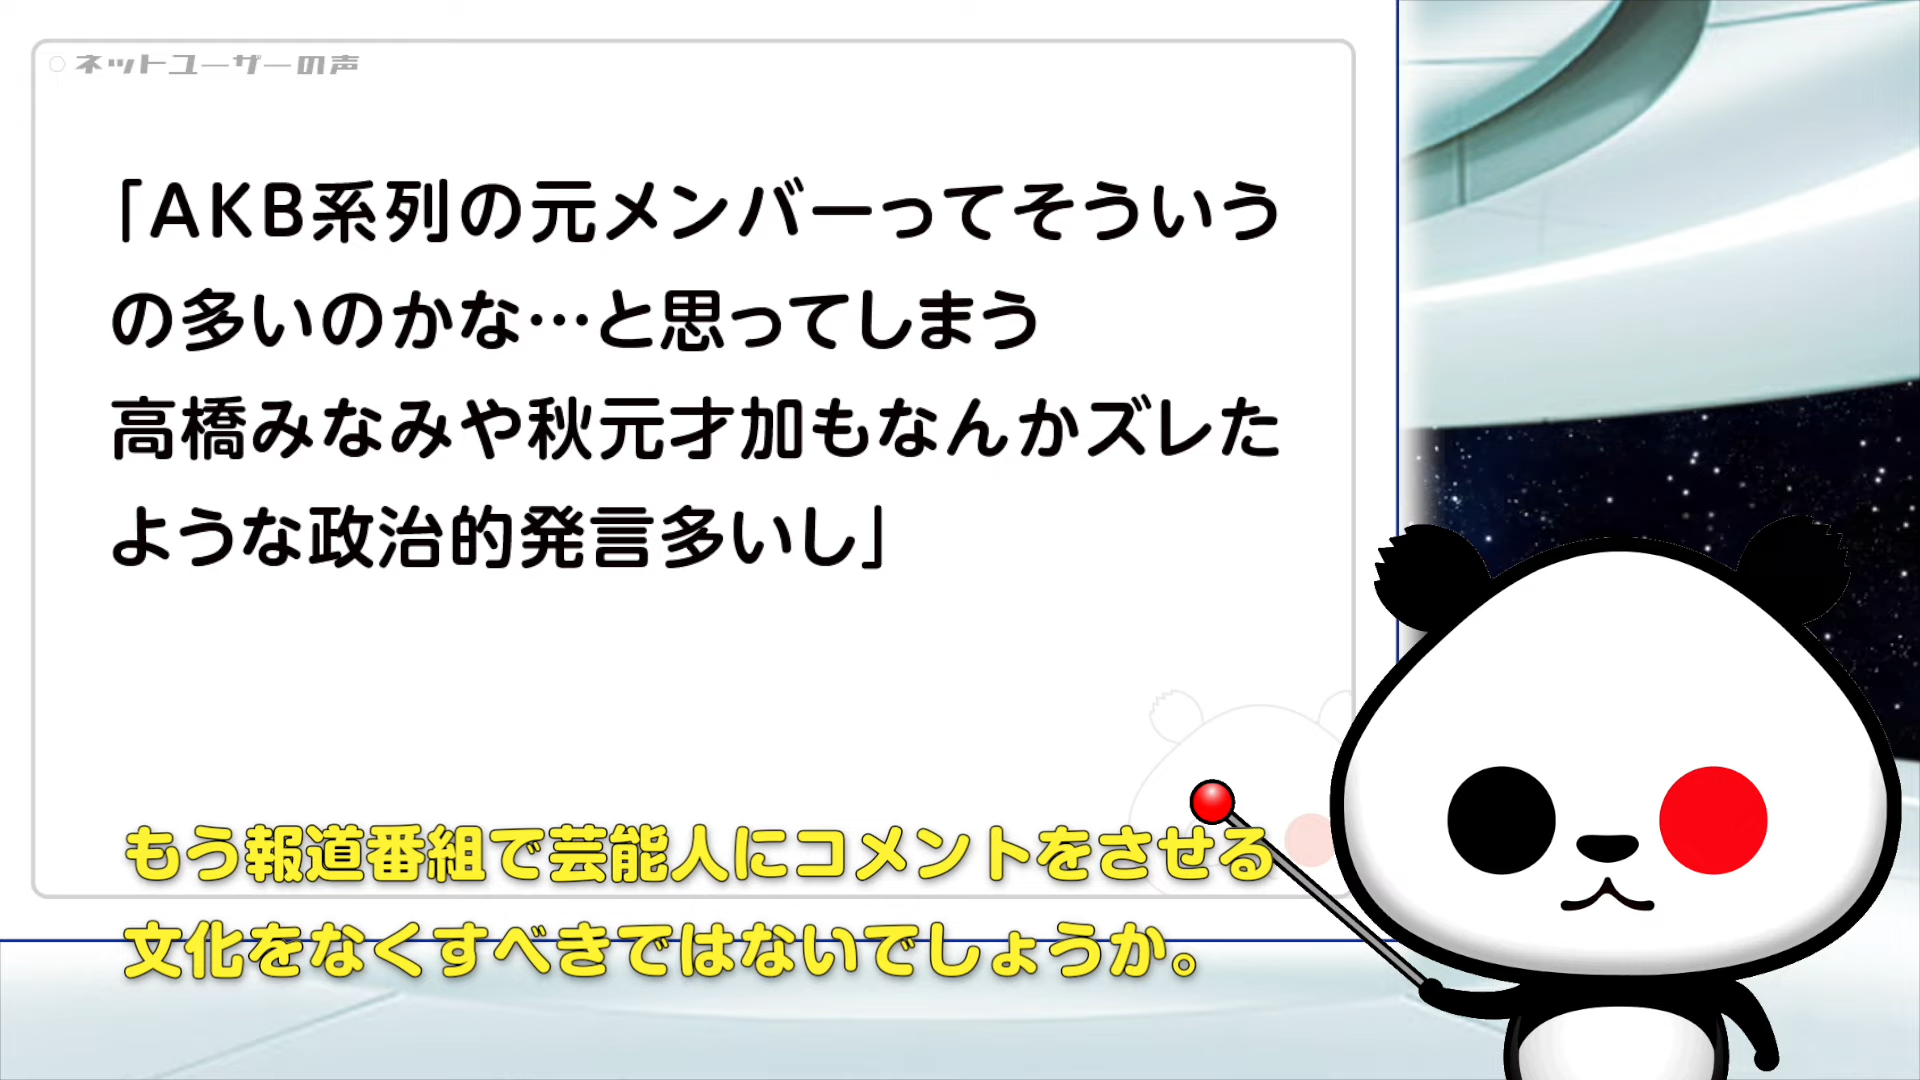 ネットユーザーの声
「AKB系列の元メンバーってそういう
の多いのかな…と思ってしまう
高橋みなみや秋元才加もなんかズレた
ような政治的発言多いし」
もう報道番組で芸能人にコメントをさせる
文化をなくすべきではないでしょうか。